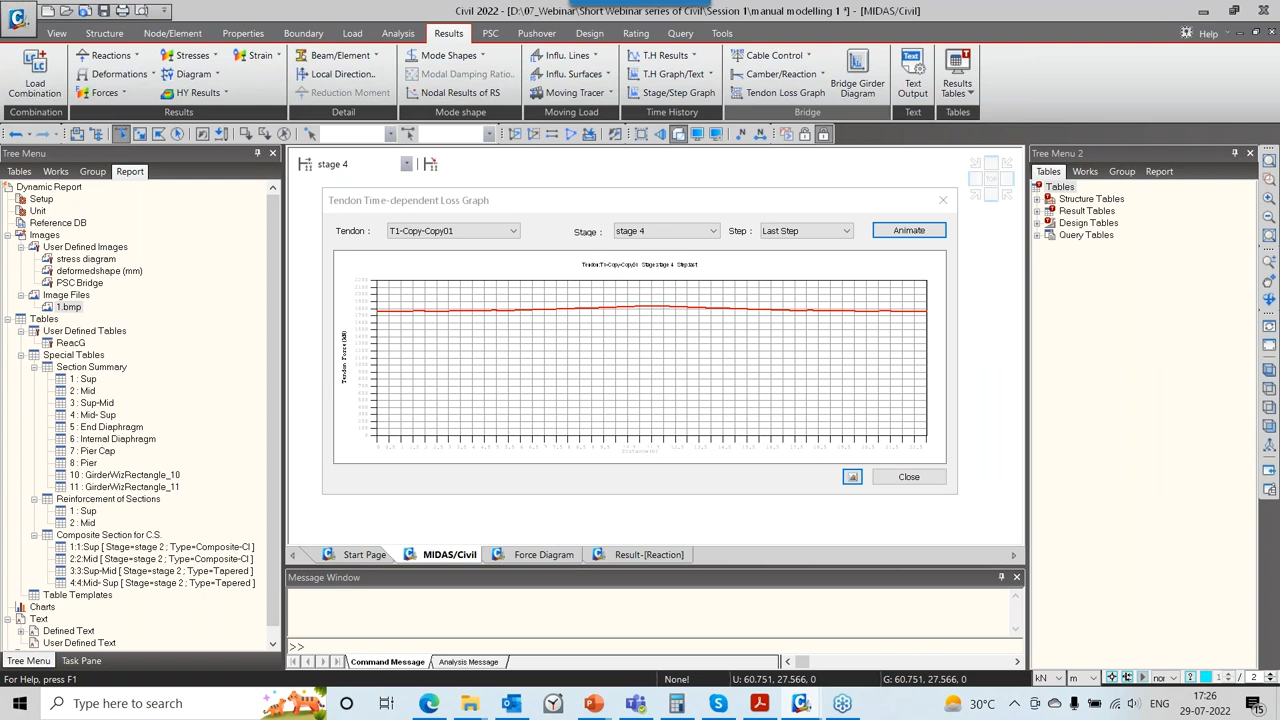 Civil 2022 - [D:\07_Webinar\Short Webinar series of Civil\Session 1\manual modelling 1 *] - [MIDAS/Civil]
View Structure Node/Element Properties Boundary Load Analysis Results PSC Pushover Design Rating Query Tools Help
Load Combination
Reactions Deformations Forces
Stresses Diagram HY Results
Strain
Beam/Element Local Direction.. Reduction Moment
Mode Shapes Modal Damping Ratio.. Nodal Results of RS
Influ. Lines Influ. Surfaces Moving Tracer
T.H Results T.H Graph/Text Stage/Step Graph
Cable Control Camber/Reaction Tendon Loss Graph
Bridge Girder Diagram
Text Output
Results Tables
Combination Results Detail Mode shape Moving Load Time History Bridge Text Tables
Tree Menu
Tables Works Group Report
Dynamic Report
Setup
Unit
Reference DB
Images
User Defined Images
stress diagram
deformedshape (mm)
PSC Bridge
Image Files
1.bmp
Tables
User Defined Tables
ReacG
Special Tables
Section Summary
1 : Sup
2 : Mid
3 : Sup-Mid
4 : Mid- Sup
5 : End Diaphragm
6 : Internal Diaphragm
7 : Pier Cap
8 : Pier
10 : GirderWizRectangle_10
11 : GirderWizRectangle_11
Reinforcement of Sections
1 : Sup
2 : Mid
Composite Section for C.S.
1:1:Sup [ Stage=stage 2 ; Type=Composite-CI ]
2:2:Mid [ Stage=stage 2 ; Type=Composite-CI ]
3:3:Sup-Mid [ Stage=stage 2 ; Type=Tapered ]
4:4:Mid- Sup [ Stage=stage 2 ; Type=Tapered ]
Table Templates
Charts
Text
Defined Text
User Defined Text
Tree Menu Task Pane
stage 4
TOP
Tendon Time-dependent Loss Graph
Tendon : T1-Copy-Copy01 Stage : stage 4 Step : Last Step Animate
Tendon Force(kN)
Close
Start Page MIDAS/Civil Force Diagram Result-[Reaction]
Message Window
>>
Command Message Analysis Message
Tree Menu 2
Tables Works Group Report
Tables
Structure Tables
Result Tables
Design Tables
Query Tables
For Help, press F1
None! U: 60.751, 27.566, 0 G: 60.751, 27.566, 0 kN m nor 1 / 2
Type here to search
30°C
17:26
29-07-2022
15